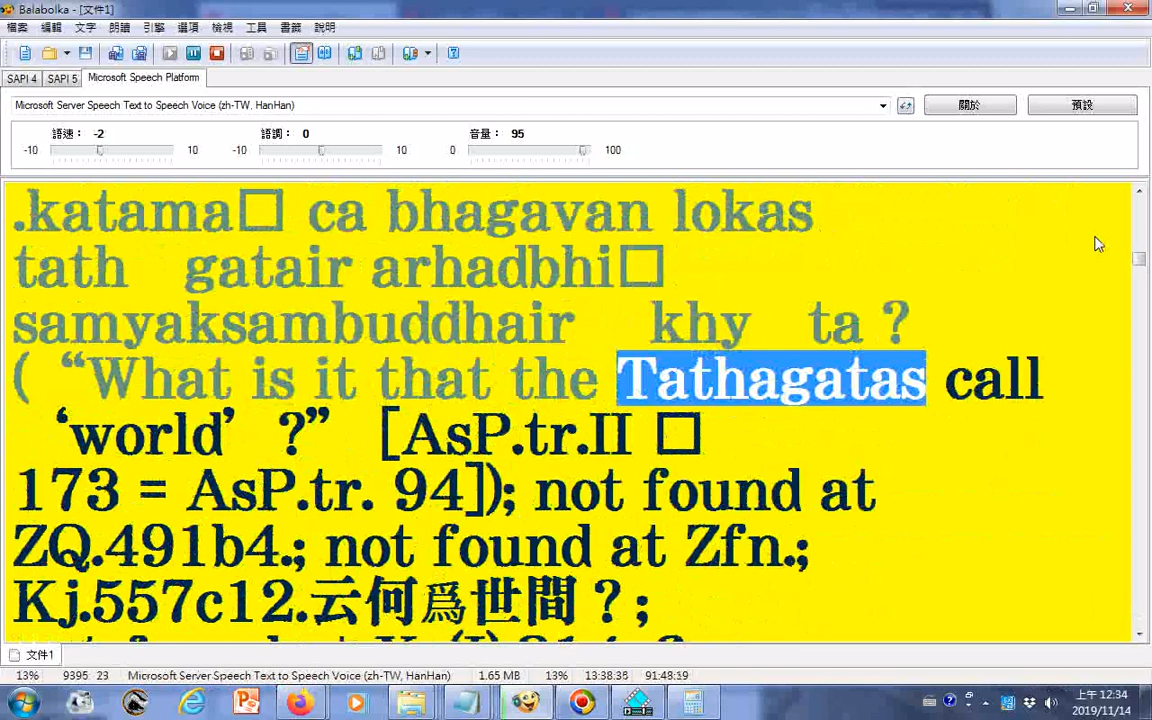 Balabolka - [文件1]
檔案 編輯 文字 朗讀 引擎 選項 檢視 工具 書籤 說明
SAPI 4 SAPI 5 Microsoft Speech Platform
Microsoft Server Speech Text to Speech Voice (zh-TW, HanHan) 關於 預設
語速： -2 語調： 0 音量： 95
-10 10 -10 10 0 100
.katama□ ca bhagavan lokas
tath gatair arhadbhi□
samyaksambuddhair khy ta ?
( “What is it that the Tathagatas call
‘world’ ?” [AsP.tr.II □
173 = AsP.tr. 94]); not found at
ZQ.491b4.; not found at Zfn.;
Kj.557c12.云何爲世間？;
文件1
13% 9395 23 Microsoft Server Speech Text to Speech Voice (zh-TW, HanHan) 1.65 MB 13% 13:38:38 91:48:19
上午 12:34
2019/11/14